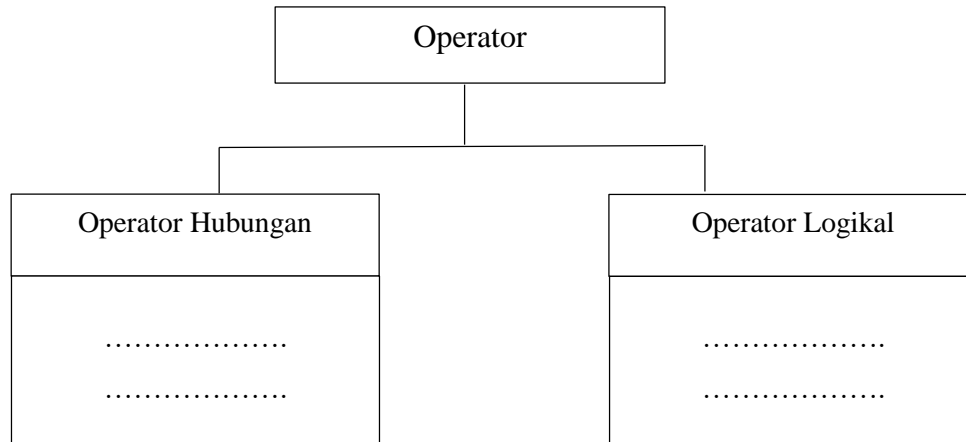 Operator
Operator Hubungan
Operator Logikal
……………….
……………….
……………….
……………….